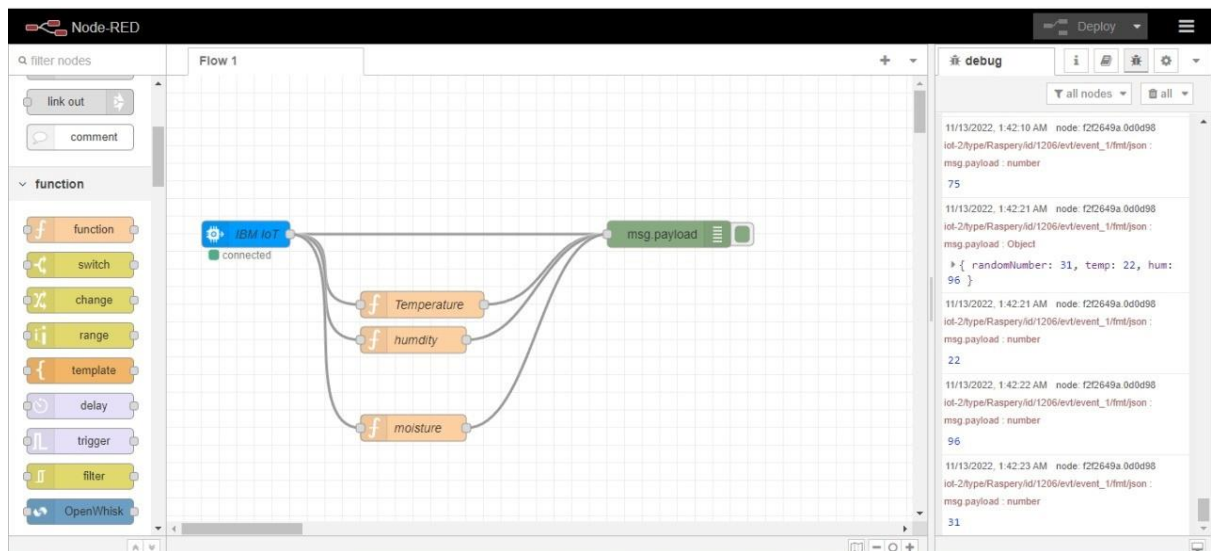 Node-RED
Deploy
filter nodes
Flow 1
debug
i
all nodes
all
link out
comment
function
function
switch
change
range
template
delay
trigger
filter
OpenWhisk
IBM IoT
connected
Temperature
humdity
moisture
msg.payload
11/13/2022, 1:42:10 AM node: f2f2649a.0d0d98
iot-2/type/Raspery/id/1206/evt/event_1/fmt/json :
msg.payload : number
75
11/13/2022, 1:42:21 AM node: f2f2649a.0d0d98
iot-2/type/Raspery/id/1206/evt/event_1/fmt/json :
msg.payload : Object
{ randomNumber: 31, temp: 22, hum:
96 }
11/13/2022, 1:42:21 AM node: f2f2649a.0d0d98
iot-2/type/Raspery/id/1206/evt/event_1/fmt/json :
msg.payload : number
22
11/13/2022, 1:42:22 AM node: f2f2649a.0d0d98
iot-2/type/Raspery/id/1206/evt/event_1/fmt/json :
msg.payload : number
96
11/13/2022, 1:42:23 AM node: f2f2649a.0d0d98
iot-2/type/Raspery/id/1206/evt/event_1/fmt/json :
msg.payload : number
31